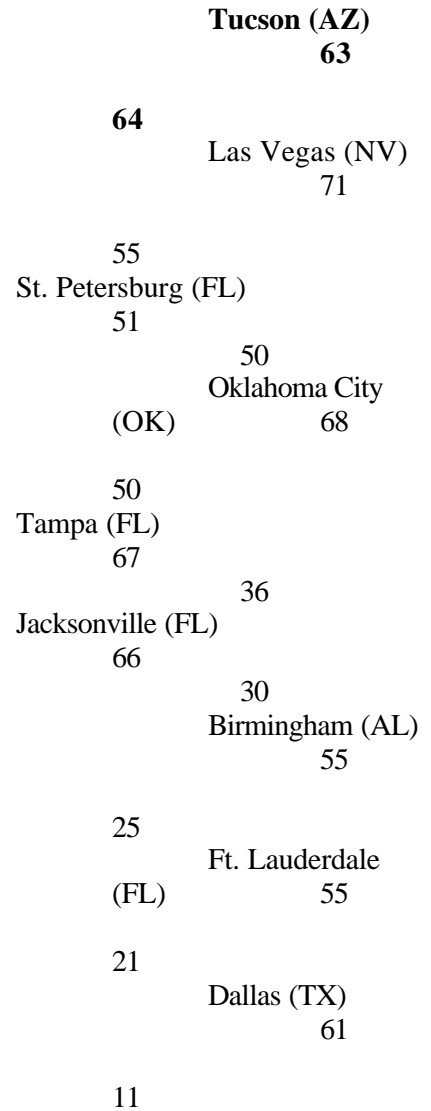 Tucson (AZ)
63
64
Las Vegas (NV)
71
55
St. Petersburg (FL)
51
50
Oklahoma City
(OK) 68
50
Tampa (FL)
67
36
Jacksonville (FL)
66
30
Birmingham (AL)
55
25
Ft. Lauderdale
(FL) 55
21
Dallas (TX)
61
11